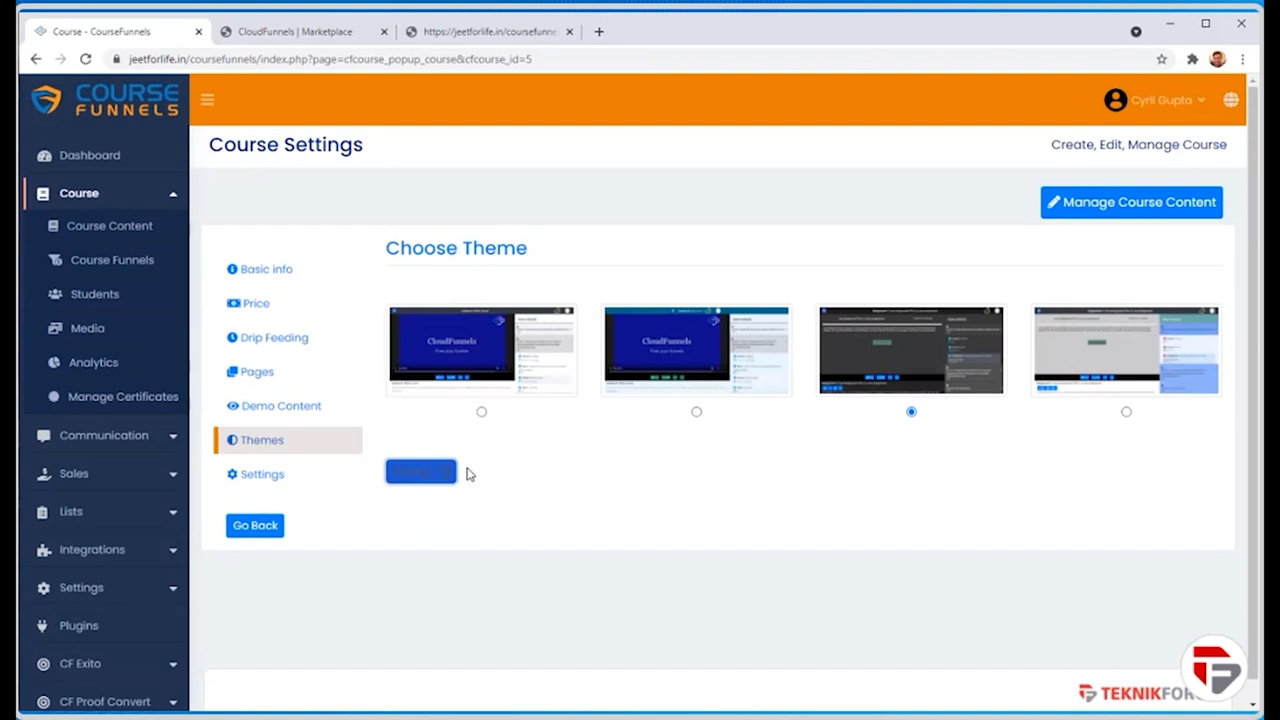 Course - CourseFunnels
CloudFunnels | Marketplace
https://jeetforlife.in/coursefunne
jeetforlife.in/coursefunnels/index.php?page=cfcourse_popup_course&cfcourse_id=5
COURSE
FUNNELS
Cyril Gupta
Dashboard
Course
Course Content
Course Funnels
Students
Media
Analytics
Manage Certificates
Communication
Sales
Lists
Integrations
Settings
Plugins
CF Exito
CF Proof Convert
Course Settings
Create, Edit, Manage Course
Manage Course Content
Basic info
Price
Drip Feeding
Pages
Demo Content
Themes
Settings
Go Back
Choose Theme
CloudFunnels
CloudFunnels
TEKNIKFOR